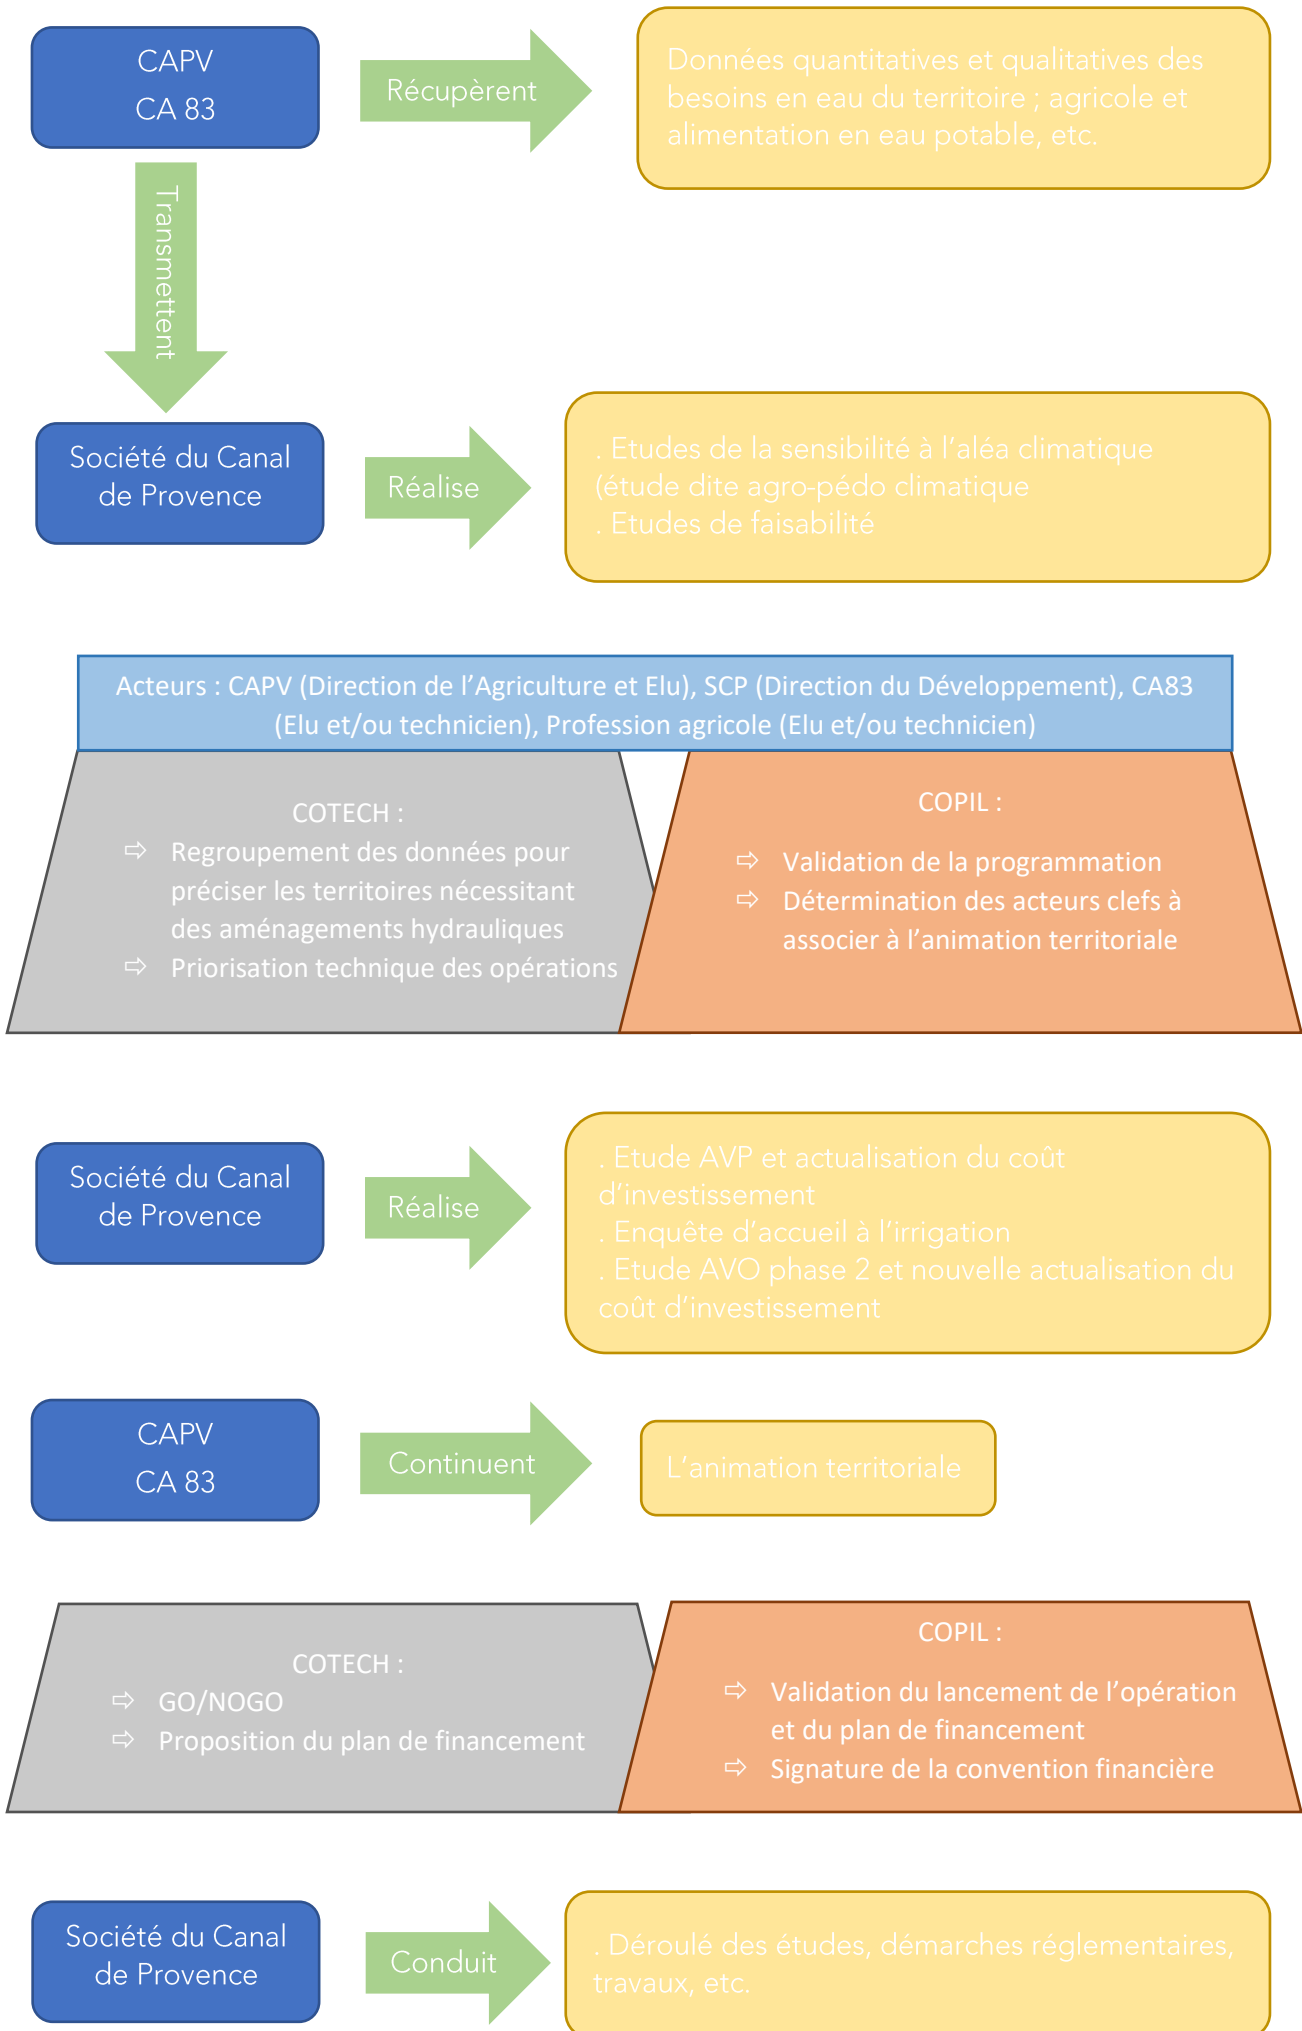 CAPV
CA 83
Récupèrent
Données quantitatives et qualitatives des
besoins en eau du territoire ; agricole et
alimentation en eau potable, etc.
Transmettent
Société du Canal
de Provence
Réalise
. Etudes de la sensibilité à l’aléa climatique
(étude dite agro-pédo climatique
. Etudes de faisabilité
Acteurs : CAPV (Direction de l’Agriculture et Elu), SCP (Direction du Développement), CA83
(Elu et/ou technicien), Profession agricole (Elu et/ou technicien)
COTECH :
⇨ Regroupement des données pour
préciser les territoires nécessitant
des aménagements hydrauliques
⇨ Priorisation technique des opérations
COPIL :
⇨ Validation de la programmation
⇨ Détermination des acteurs clefs à
associer à l’animation territoriale
Société du Canal
de Provence
Réalise
. Etude AVP et actualisation du coût
d’investissement
. Enquête d’accueil à l’irrigation
. Etude AVO phase 2 et nouvelle actualisation du
coût d’investissement
CAPV
CA 83
Continuent
L’animation territoriale
COTECH :
⇨ GO/NOGO
⇨ Proposition du plan de financement
COPIL :
⇨ Validation du lancement de l’opération
et du plan de financement
⇨ Signature de la convention financière
Société du Canal
de Provence
Conduit
. Déroulé des études, démarches réglementaires,
travaux, etc.